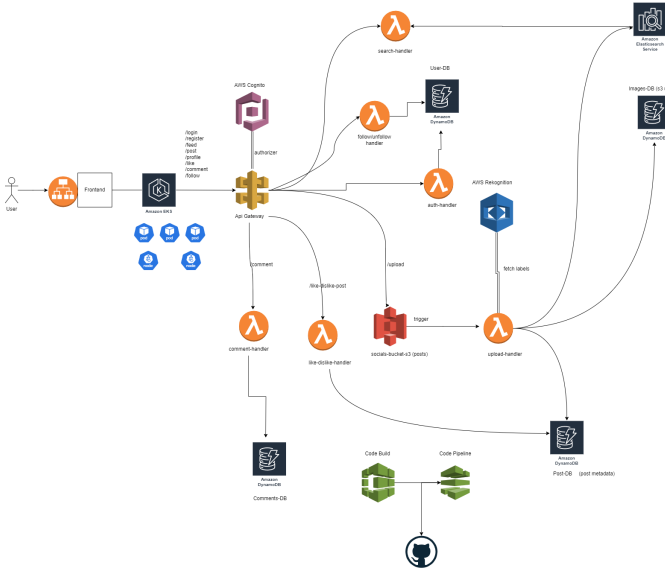 search-handler
Amazon
Elasticsearch
Service
User-DB
AWS Cognito
Images-DB (s3
Amazon
DynamoDB
Amazon
DynamoDB
follow/unfollow
handler
/login
/register
/feed
/post
/profile
/like
/comment
/follow
authorizer
Frontend
User
Amazon EKS
Api Gateway
auth-handler
AWS Rekognition
pod
pod
pod
node
node
/comment
/upload
fetch labels
/like-dislike-post
trigger
comment-handler
like-dislike-handler
socials-bucket-s3 (posts)
upload-handler
Amazon
DynamoDB
Comments-DB
Code Build
Code Pipeline
Amazon
DynamoDB
Post-DB . (post metadata)